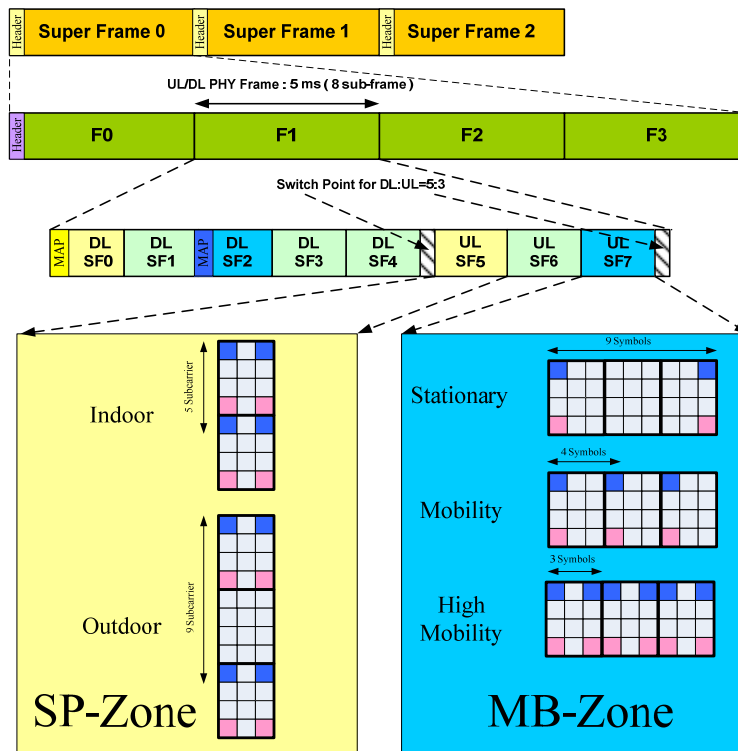 Header
Super Frame 0
Header
Super Frame 1
Header
Super Frame 2
UL/DL PHY Frame : 5 ms ( 8 sub-frame)
Header
F0
F1
F2
F3
Switch Point for DL:UL=5:3
MAP
DL
SF0
DL
SF1
MAP
DL
SF2
DL
SF3
DL
SF4
UL
SF5
UL
SF6
UL
SF7
Indoor
5 Subcarrier
Outdoor
9 Subcarrier
SP-Zone
9 Symbols
Stationary
4 Symbols
Mobility
3 Symbols
High
Mobility
MB-Zone